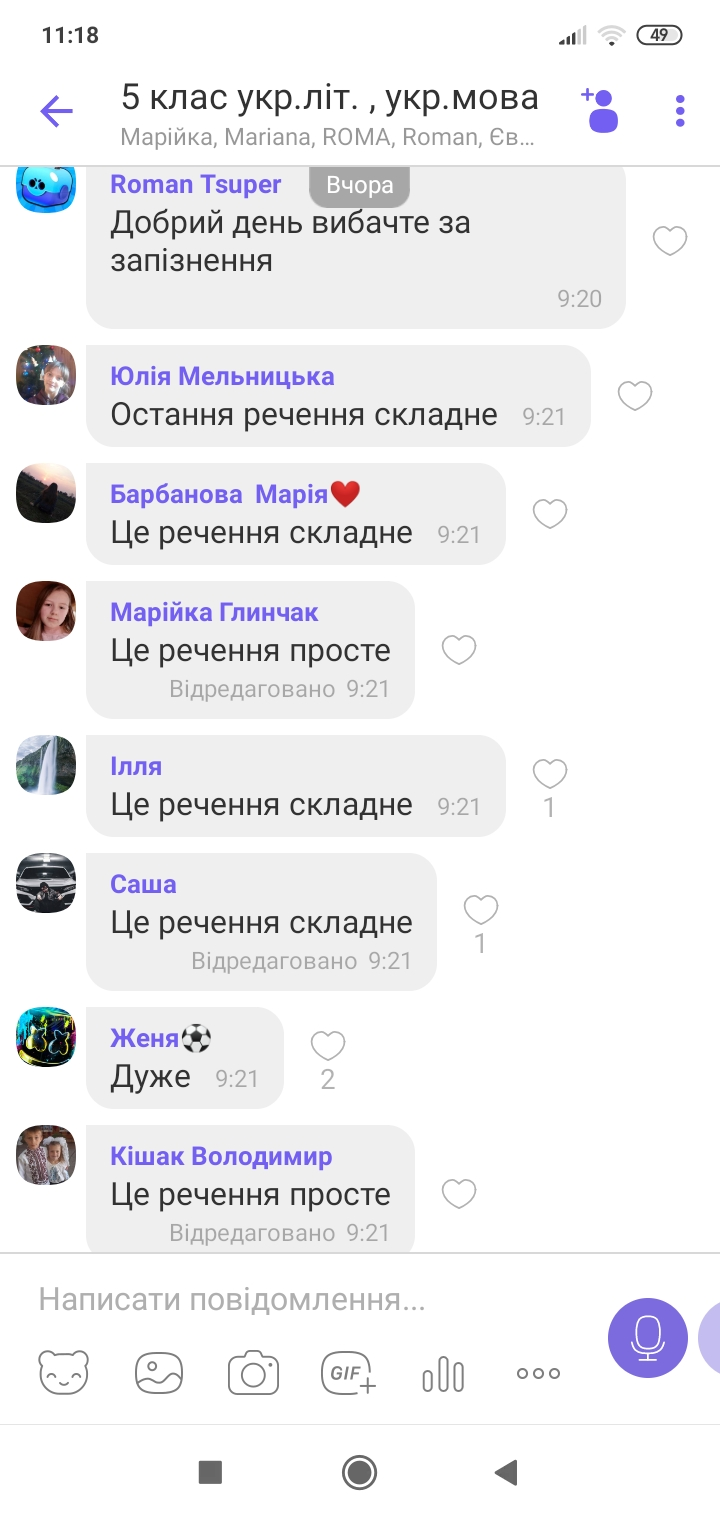 11:18
49
5 клас укр.літ. , укр.мова
Марійка, Mariana, ROMA, Roman, Єв...
Roman Tsuper
Вчора
Добрий день вибачте за
запізнення
9:20
Юлія Мельницька
Остання речення складне 9:21
Барбанова Марія❤️
Це речення складне 9:21
Марійка Глинчак
Це речення просте
Відредаговано 9:21
Ілля
Це речення складне 9:21
1
Саша
Це речення складне
Відредаговано 9:21
1
Женя⚽
Дуже 9:21
2
Кішак Володимир
Це речення просте
Відредаговано 9:21
Написати повідомлення...
GIF+